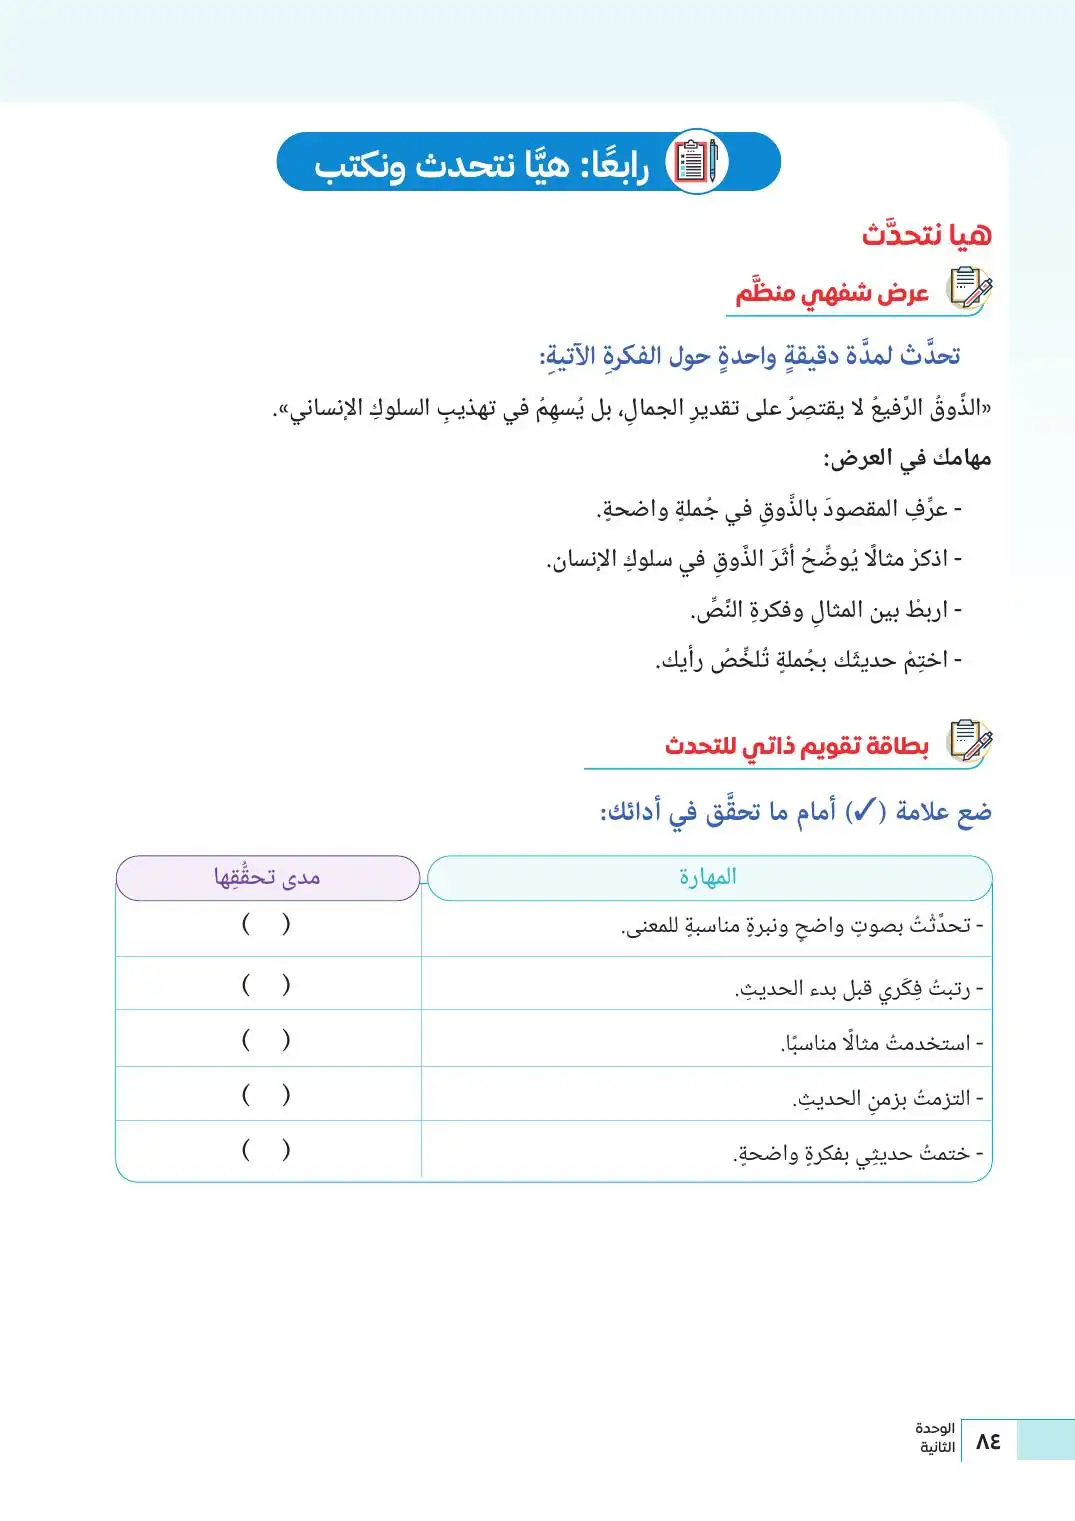 رابعًا: هيَّا نتحدث ونكتب
هيا نتحدَّث
عرض شفهي منظَّم
تحدَّثْ لمدَّة دقيقةٍ واحدةٍ حول الفكرةِ الآتيةِ:
«الذَّوقُ الرَّفيعُ لا يقتصِرُ على تقديرِ الجمالِ، بل يُسهِمُ في تهذيبِ السلوكِ الإنساني».
مهامك في العرض:
- عرِّفِ المقصودَ بالذَّوقِ في جُملةٍ واضحةٍ.
- اذكرْ مثالًا يُوضِّحُ أثَرَ الذَّوقِ في سلوكِ الإنسان.
- اربطْ بين المثالِ وفكرةِ النَّصِّ.
- اختِمْ حديثَك بجُملةٍ تُلخِّصُ رأيك.
بطاقة تقويم ذاتي للتحدث
ضع علامة (✓) أمام ما تحقَّق في أدائك:
المهارة مدى تحقُّقِها
- تحدَّثْتُ بصوتٍ واضحٍ ونبرةٍ مناسبةٍ للمعنى. ( )
- رتبتُ فِكَري قبل بدء الحديثِ. ( )
- استخدمتُ مثالًا مناسبًا. ( )
- التزمتُ بزمنِ الحديثِ. ( )
- ختمتُ حديثِي بفكرةٍ واضحةٍ. ( )
٨٤
الوحدة
الثانية